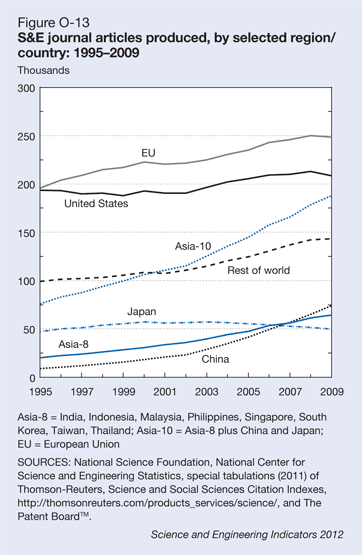 Figure O-13
S&E journal articles produced, by selected region/
country: 1995–2009
Thousands
300
250
EU
200
United States
Asia-10
150
Rest of world
100
Japan
50
Asia-8
China
0
1995 1997 1999 2001 2003 2005 2007 2009
Asia-8 = India, Indonesia, Malaysia, Philippines, Singapore, South
Korea, Taiwan, Thailand; Asia-10 = Asia-8 plus China and Japan;
EU = European Union
SOURCES: National Science Foundation, National Center for
Science and Engineering Statistics, special tabulations (2011) of
Thomson-Reuters, Science and Social Sciences Citation Indexes,
http://thomsonreuters.com/products_services/science/, and The
Patent Board™.
Science and Engineering Indicators 2012